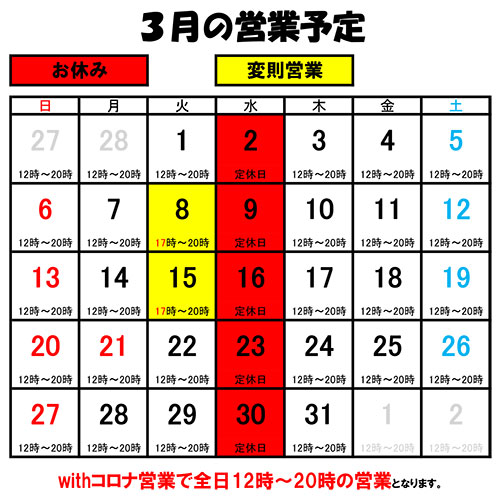 ３月の営業予定
お休み 変則営業
日 月 火 水 木 金 土
27 28 1 2 3 4 5
12時～20時 12時～20時 12時～20時 定休日 12時～20時 12時～20時 12時～20時
6 7 8 9 10 11 12
12時～20時 12時～20時 17時～20時 定休日 12時～20時 12時～20時 12時～20時
13 14 15 16 17 18 19
12時～20時 12時～20時 17時～20時 定休日 12時～20時 12時～20時 12時～20時
20 21 22 23 24 25 26
12時～20時 12時～20時 12時～20時 定休日 12時～20時 12時～20時 12時～20時
27 28 29 30 31 1 2
12時～20時 12時～20時 12時～20時 定休日 12時～20時 12時～20時 12時～20時
withコロナ営業で全日12時～20時の営業となります。